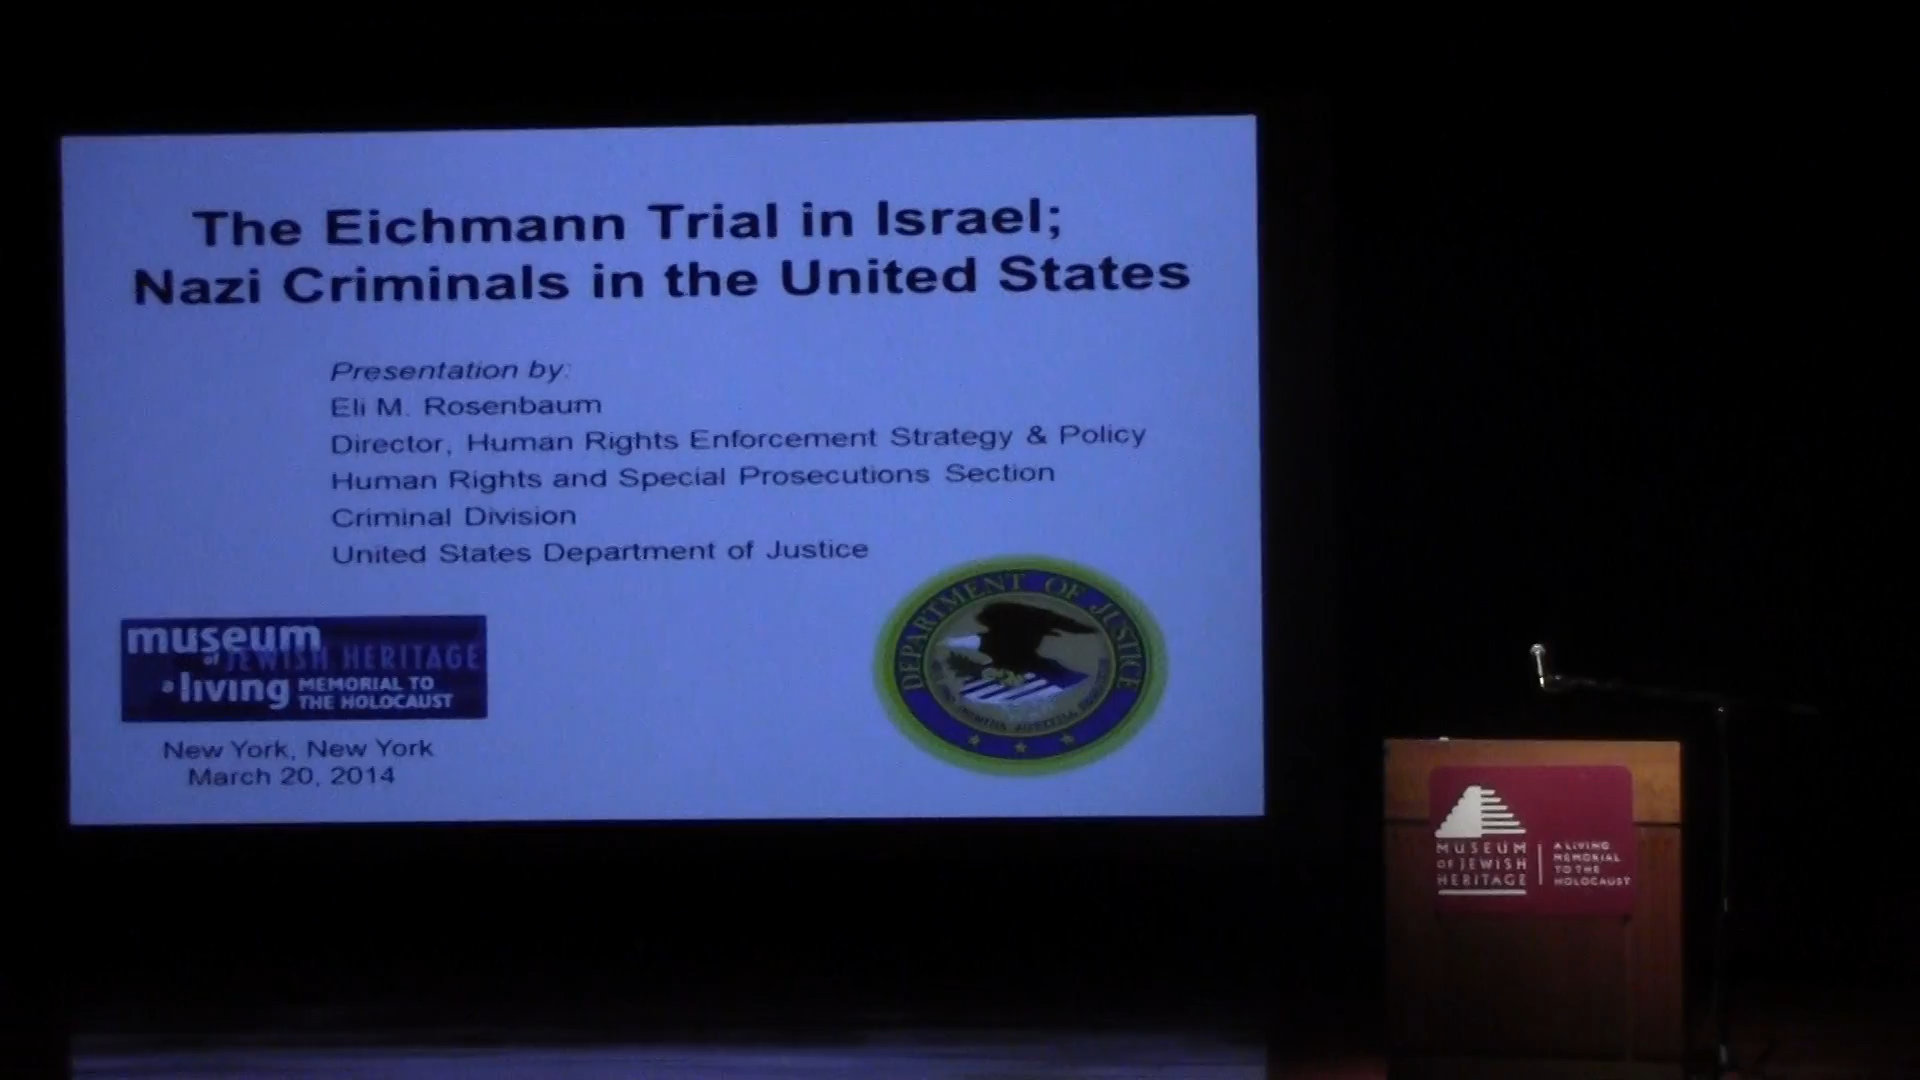 The Eichmann Trial in Israel;
Nazi Criminals in the United States
Presentation by:
Eli M. Rosenbaum
Director, Human Rights Enforcement Strategy & Policy
Human Rights and Special Prosecutions Section
Criminal Division
United States Department of Justice
museum
of JEWISH HERITAGE
a living MEMORIAL TO
THE HOLOCAUST
New York, New York
March 20, 2014
DEPARTMENT OF JUSTICE
MUSEUM
OF JEWISH
HERITAGE
A LIVING
MEMORIAL
TO THE
HOLOCAUST